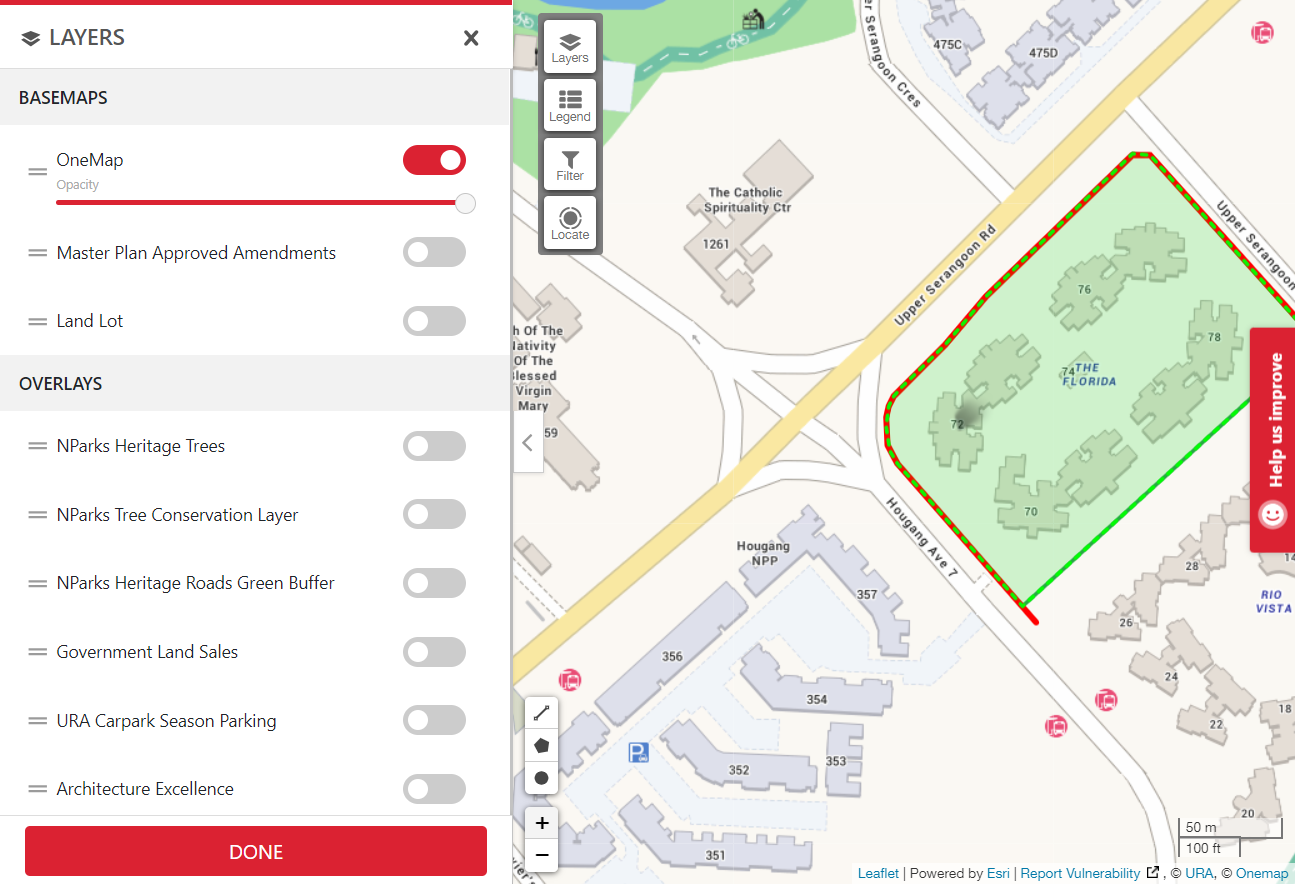 LAYERS
BASEMAPS
OneMap
Opacity
Master Plan Approved Amendments
Land Lot
OVERLAYS
NParks Heritage Trees
NParks Tree Conservation Layer
NParks Heritage Roads Green Buffer
Government Land Sales
URA Carpark Season Parking
Architecture Excellence
DONE
Layers
Legend
Filter
Locate
er Serangoon Cres
475C
475D
The Catholic
Spirituality Ctr
1261
Upper Serangoon Rd
Upper Serangoon
h Of The
Nativity
Of The
Blessed
Virgin
Mary
59
76
78
74
THE
FLORIDA
72
70
Help us improve
Hougang Ave 7
Hougang
NPP
357
356
354
353
352
351
28
14
RIO
VISTA
26
24
22
18
20
P
+
−
50 m
100 ft
Leaflet | Powered by Esri | Report Vulnerability , © URA, © Onemap